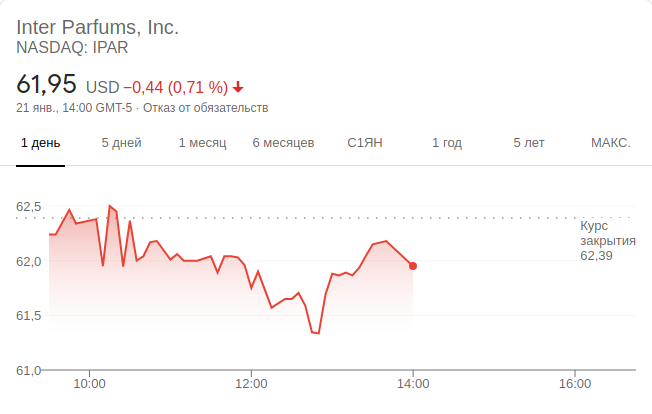 Inter Parfums, Inc.
NASDAQ: IPAR
61,95 USD −0,44 (0,71 %)
21 янв., 14:00 GMT-5 · Отказ от обязательств
1 день 5 дней 1 месяц 6 месяцев С1ЯН 1 год 5 лет МАКС.
62,5
Курс
закрытия
62,39
62,0
61,5
61,0
10:00 12:00 14:00 16:00